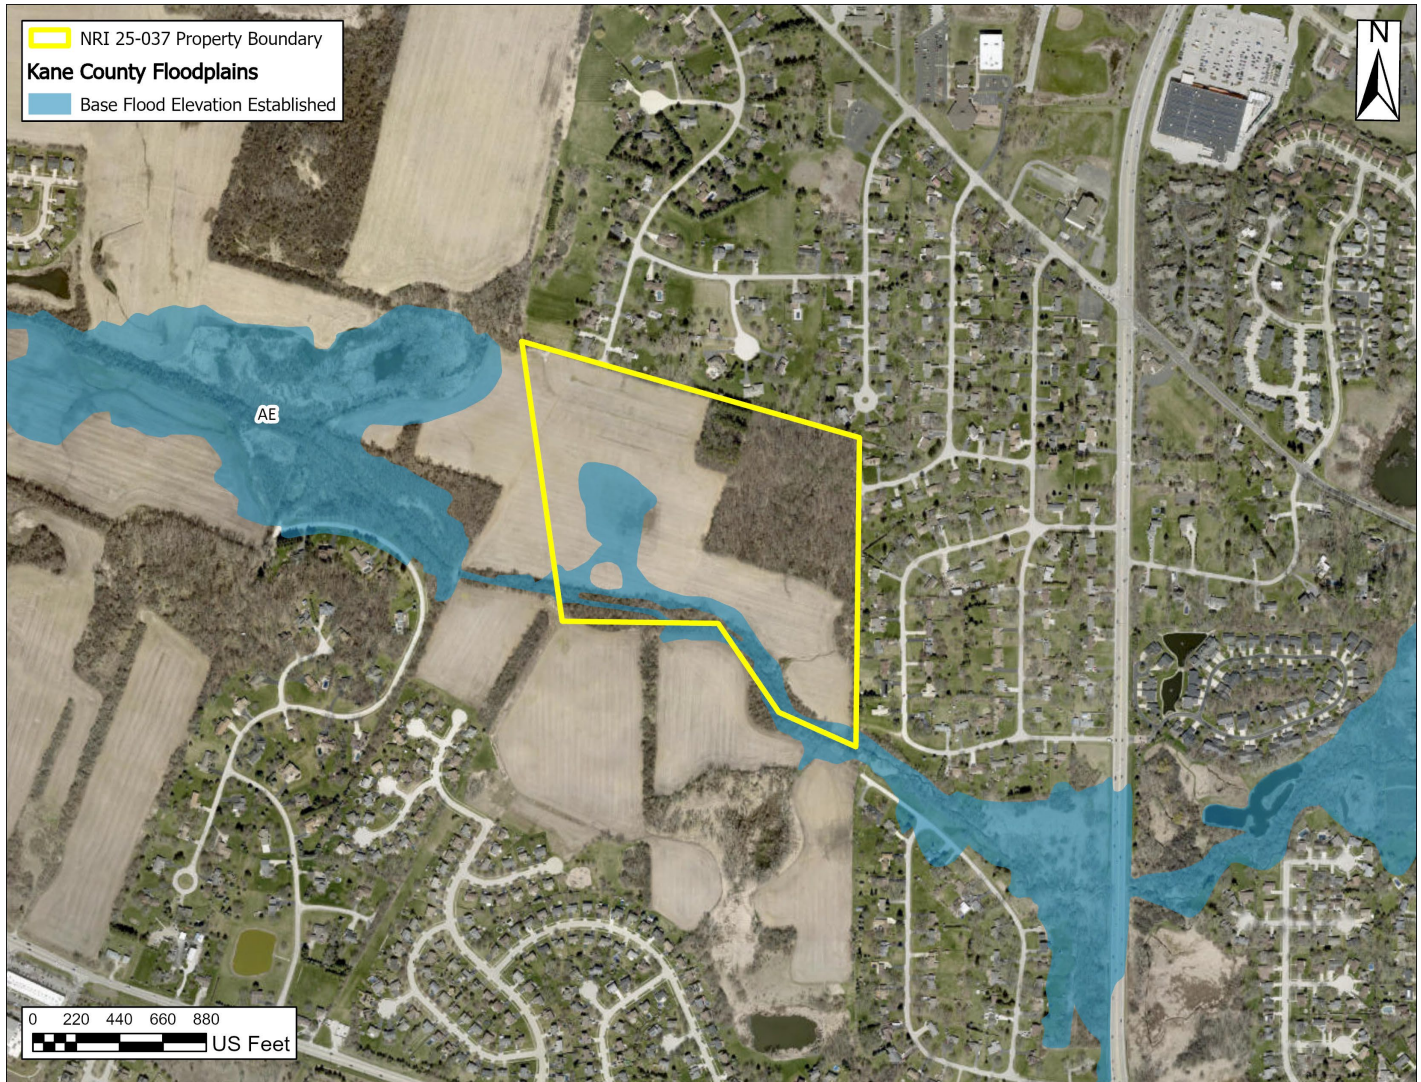 NRI 25-037 Property Boundary
Kane County Floodplains
Base Flood Elevation Established
N
AE
0 220 440 660 880
US Feet